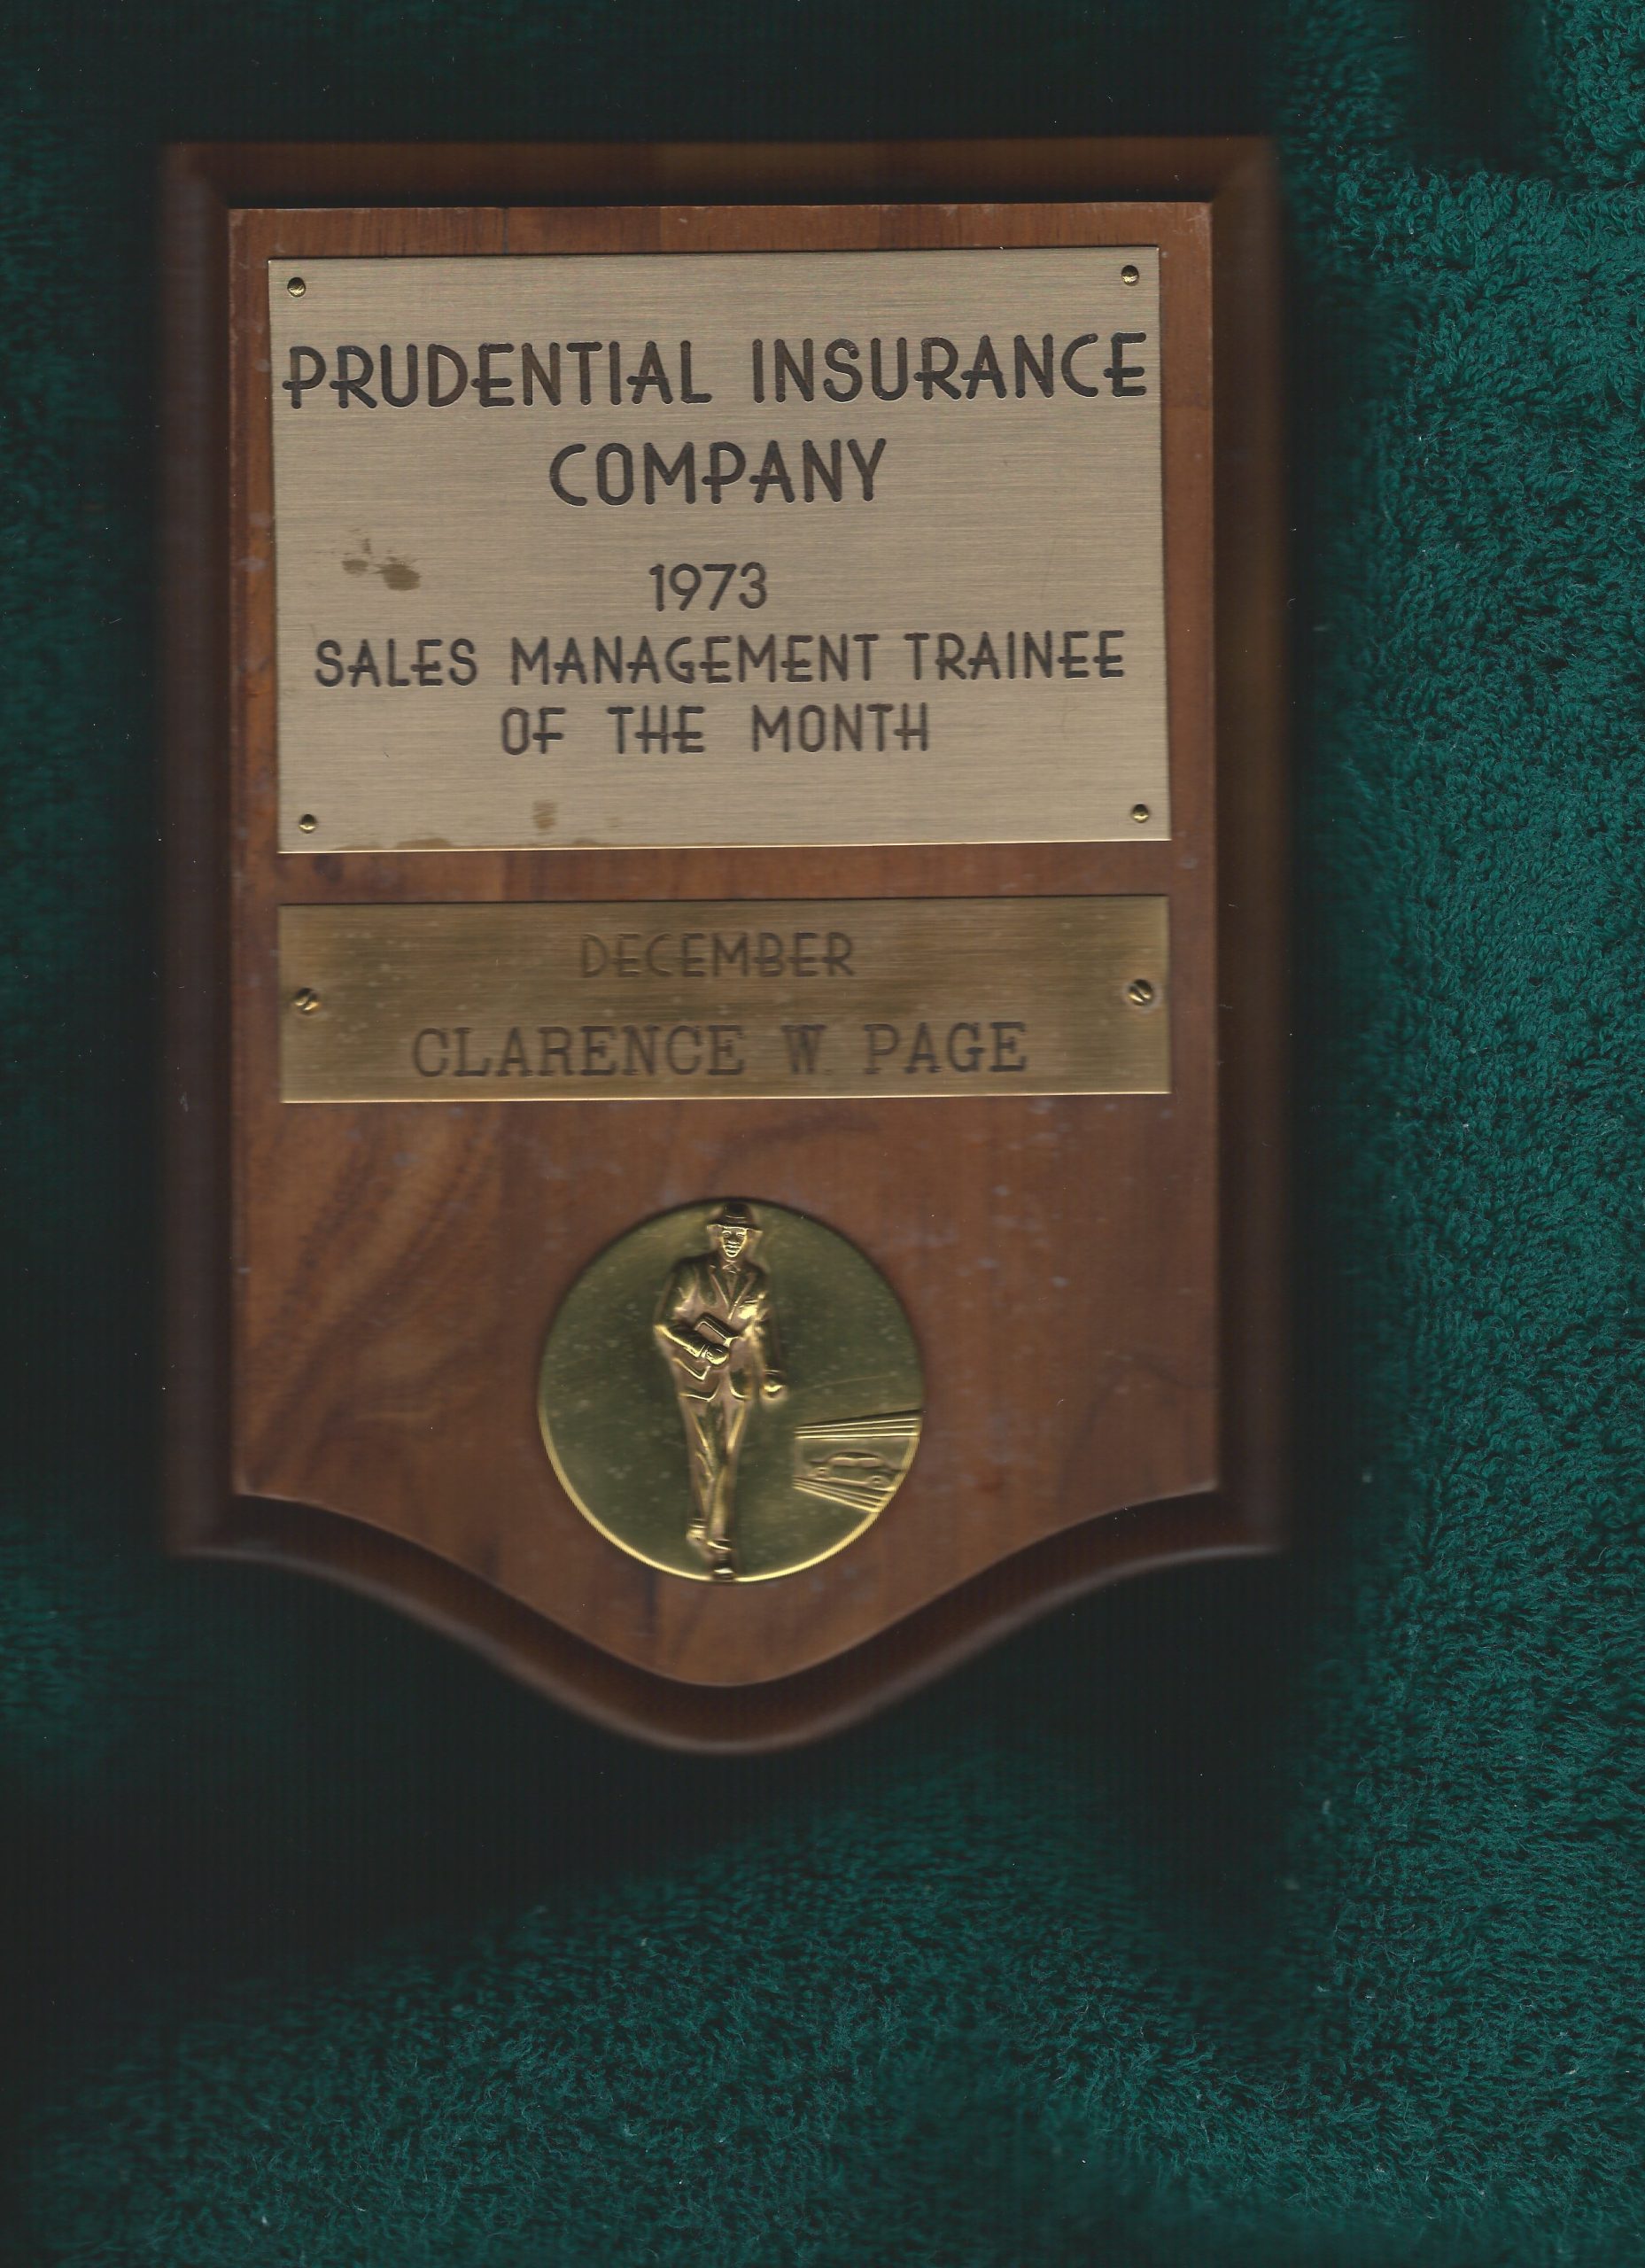 PRUDENTIAL INSURANCE
COMPANY
1973
SALES MANAGEMENT TRAINEE
OF THE MONTH
DECEMBER
CLARENCE W. PAGE